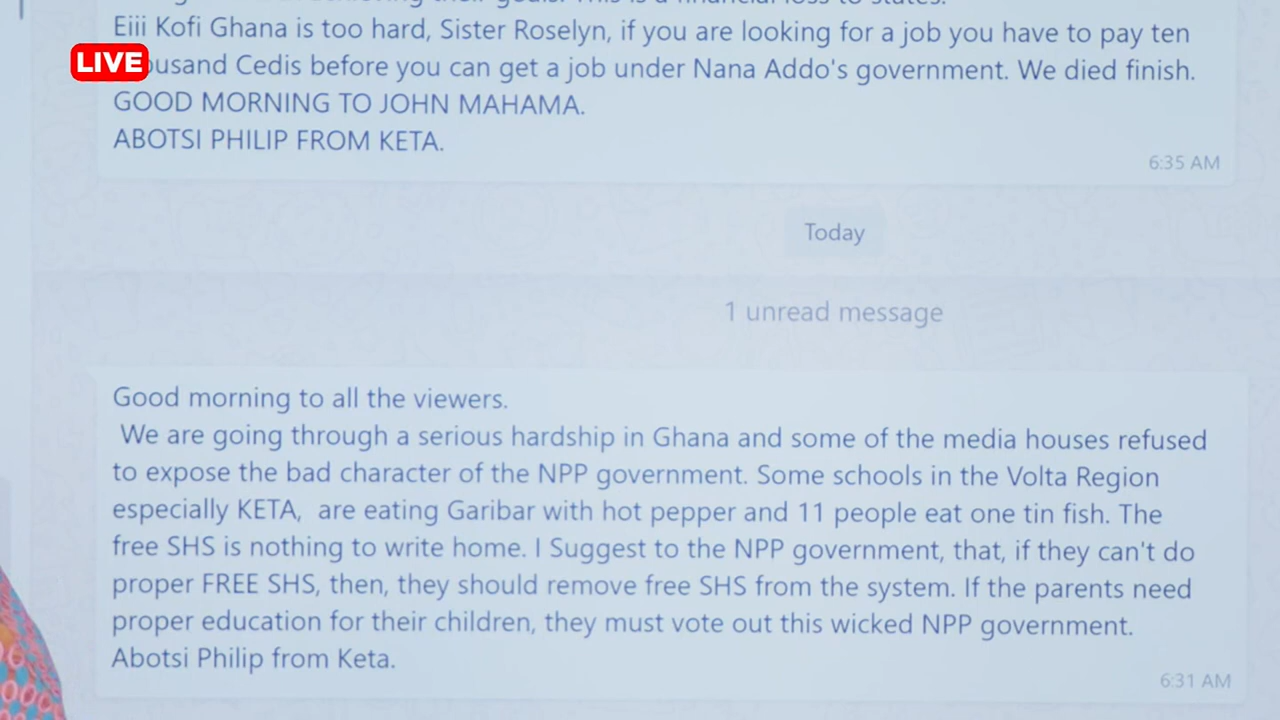 Eiii Kofi Ghana is too hard, Sister Roselyn, if you are looking for a job you have to pay ten
LIVE
ousand Cedis before you can get a job under Nana Addo's government. We died finish.
GOOD MORNING TO JOHN MAHAMA.
ABOTSI PHILIP FROM KETA.
6:35 AM
Today
1 unread message
Good morning to all the viewers.
We are going through a serious hardship in Ghana and some of the media houses refused
to expose the bad character of the NPP government. Some schools in the Volta Region
especially KETA, are eating Garibar with hot pepper and 11 people eat one tin fish. The
free SHS is nothing to write home. I Suggest to the NPP government, that, if they can't do
proper FREE SHS, then, they should remove free SHS from the system. If the parents need
proper education for their children, they must vote out this wicked NPP government.
Abotsi Philip from Keta.
6:31 AM